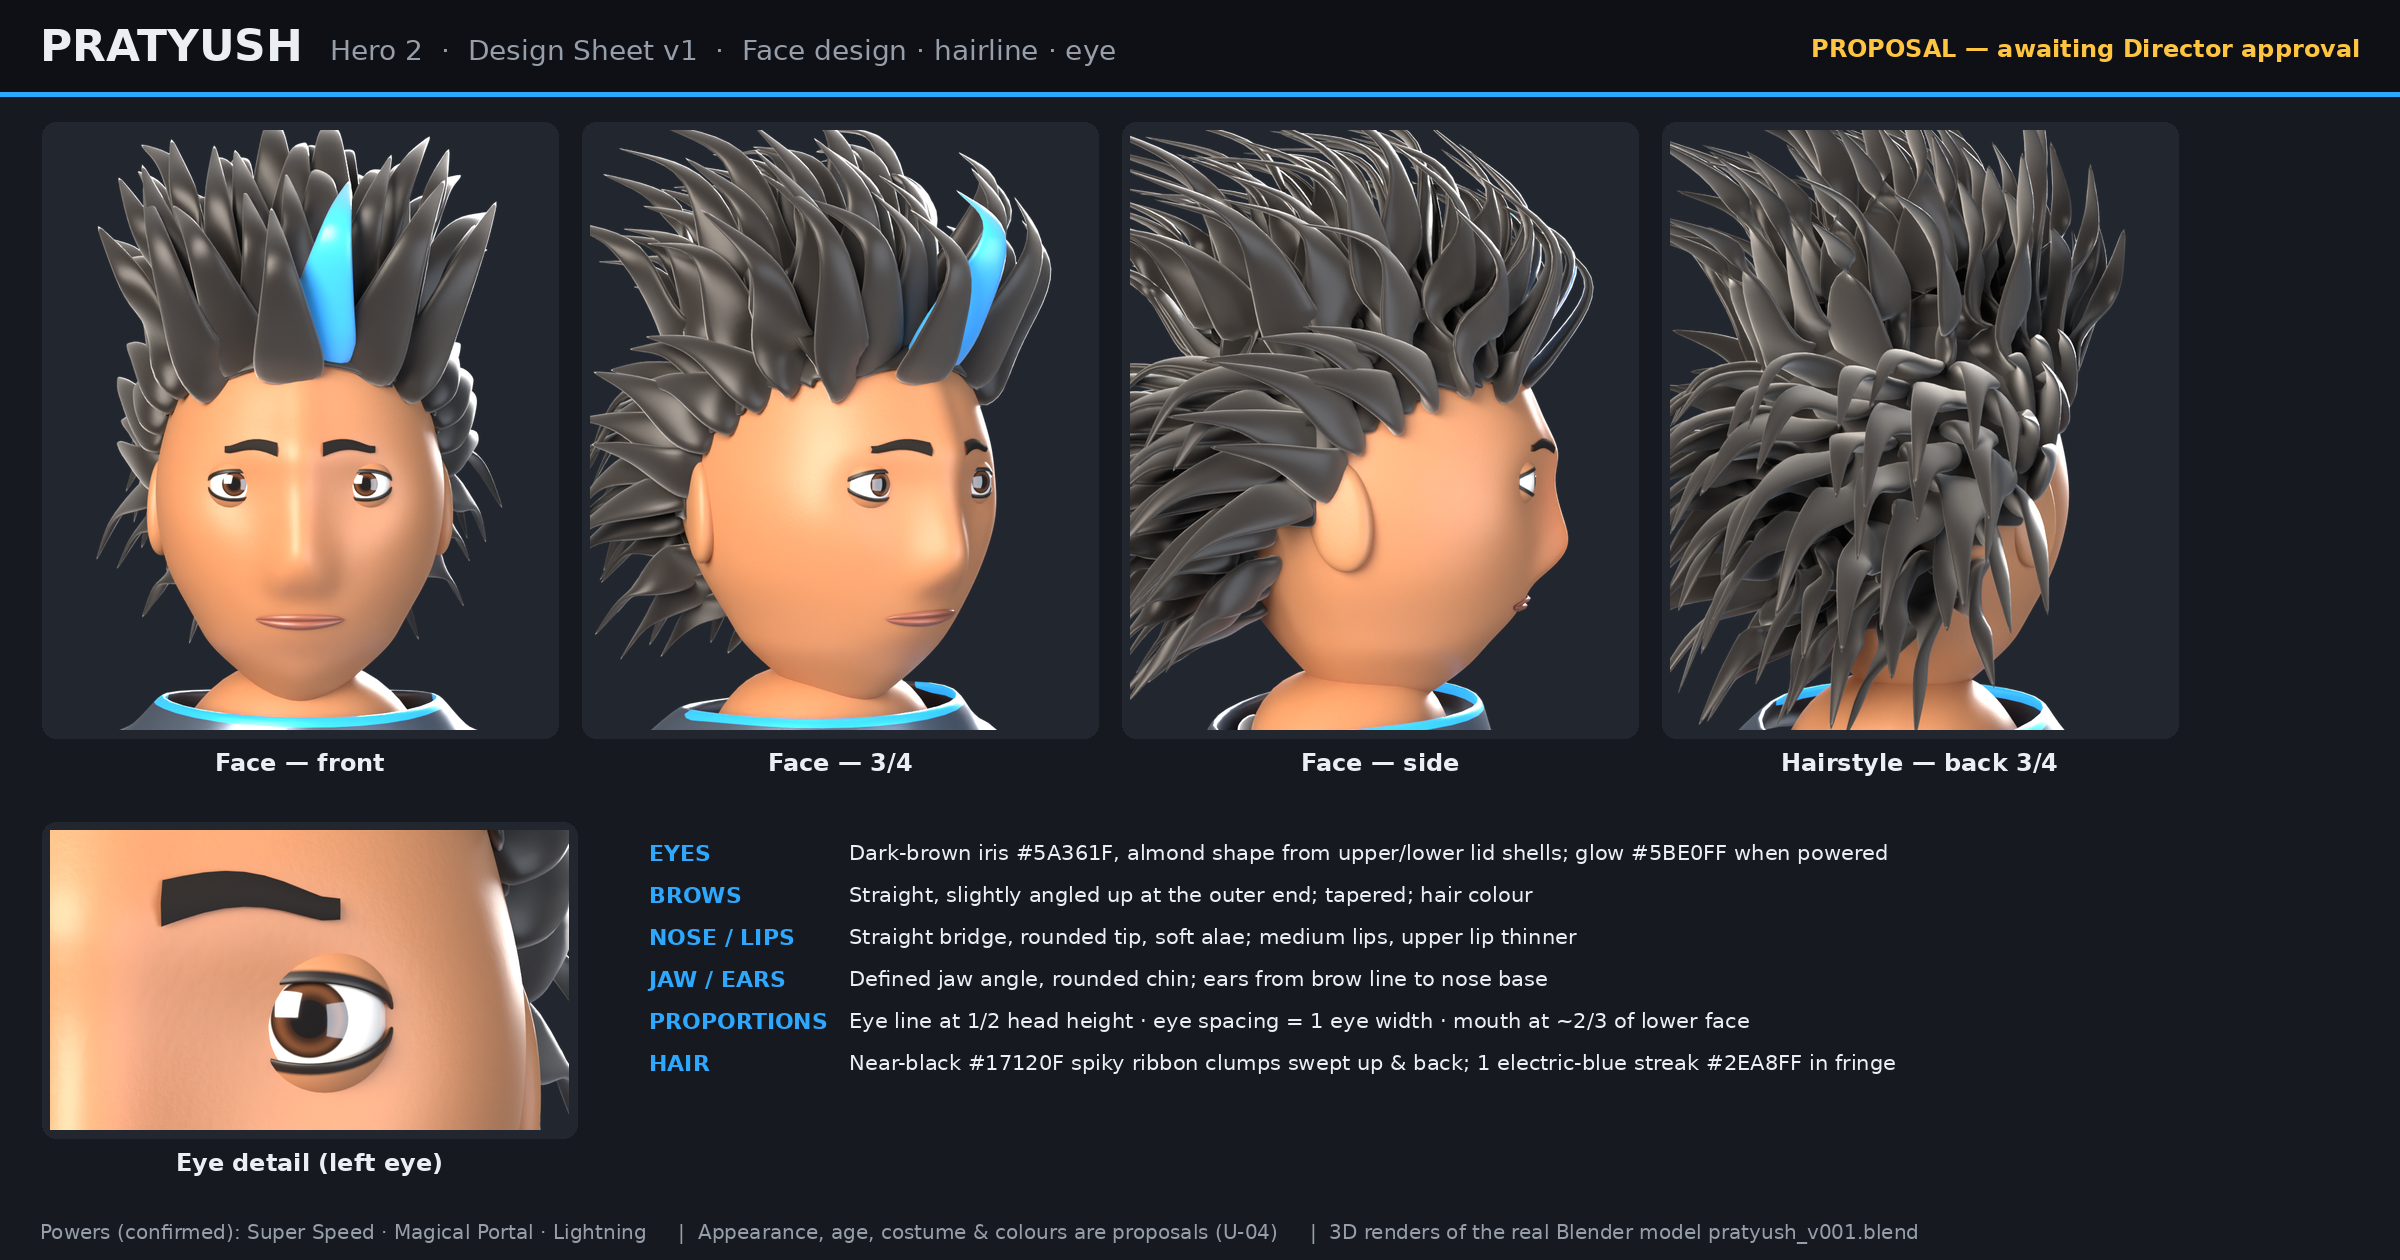 PRATYUSH Hero 2 · Design Sheet v1 · Face design · hairline · eye
PROPOSAL — awaiting Director approval
Face — front
Face — 3/4
Face — side
Hairstyle — back 3/4
EYES Dark-brown iris #5A361F, almond shape from upper/lower lid shells; glow #5BE0FF when powered
BROWS Straight, slightly angled up at the outer end; tapered; hair colour
NOSE / LIPS Straight bridge, rounded tip, soft alae; medium lips, upper lip thinner
JAW / EARS Defined jaw angle, rounded chin; ears from brow line to nose base
PROPORTIONS Eye line at 1/2 head height · eye spacing = 1 eye width · mouth at ~2/3 of lower face
HAIR Near-black #17120F spiky ribbon clumps swept up & back; 1 electric-blue streak #2EA8FF in fringe
Eye detail (left eye)
Powers (confirmed): Super Speed · Magical Portal · Lightning | Appearance, age, costume & colours are proposals (U-04) | 3D renders of the real Blender model pratyush_v001.blend